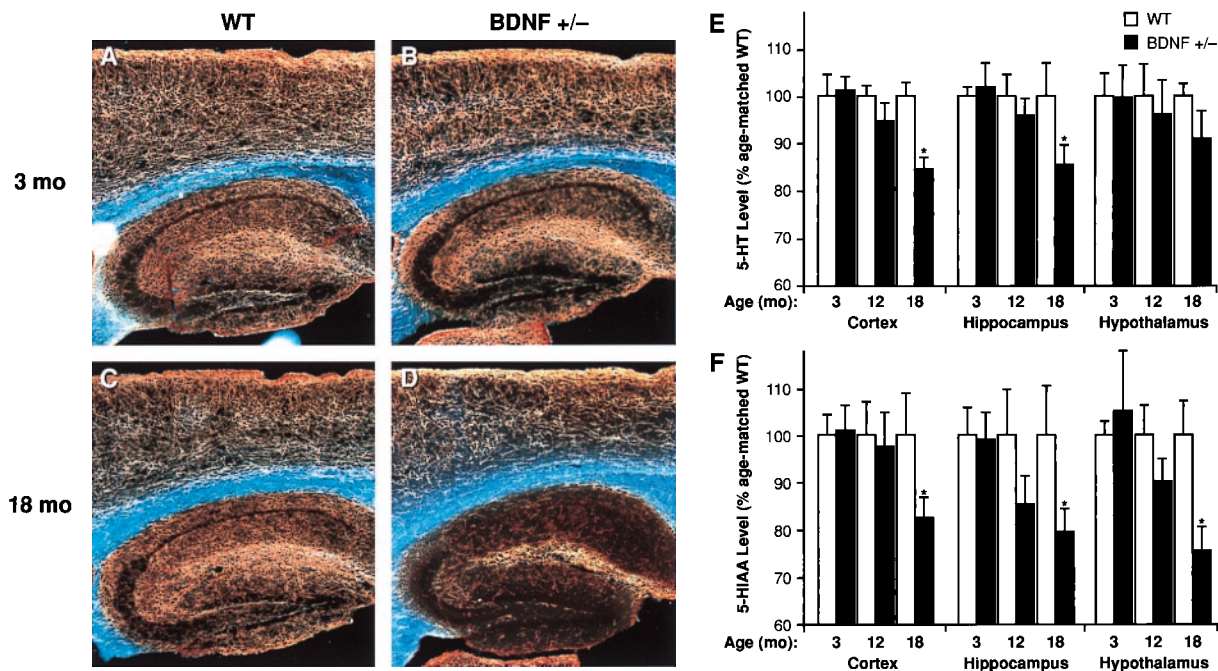 WT
BDNF +/−
3 mo
A
B
18 mo
C
D
E
WT
BDNF +/−
5-HT Level (% age-matched WT)
110
100
90
80
70
60
* * 
Age (mo): 3 12 18 3 12 18 3 12 18
Cortex Hippocampus Hypothalamus
F
5-HIAA Level (% age-matched WT)
110
100
90
80
70
60
* * *
Age (mo): 3 12 18 3 12 18 3 12 18
Cortex Hippocampus Hypothalamus